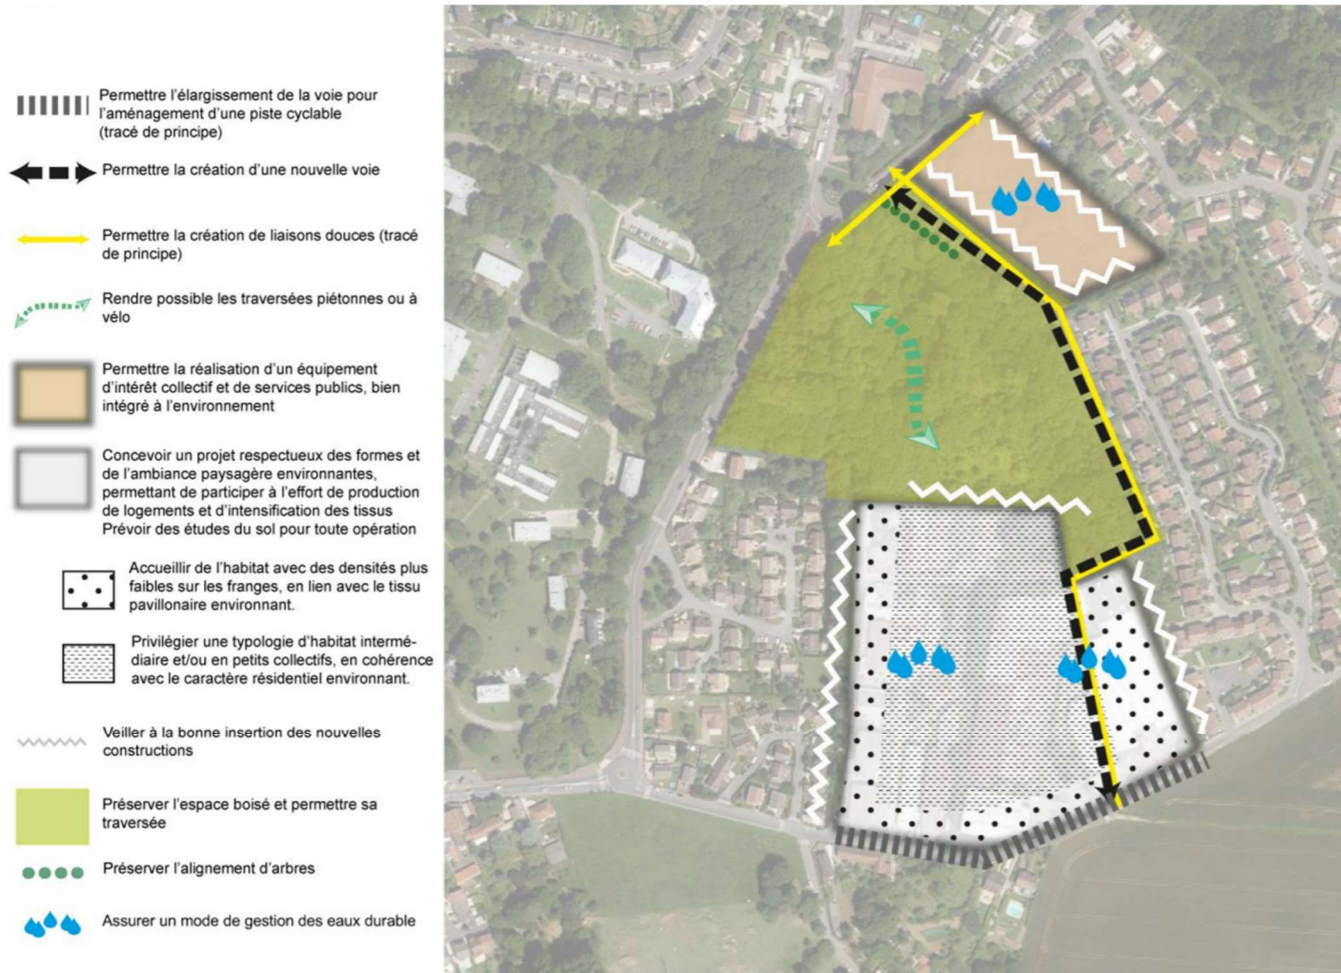 Permettre l'élargissement de la voie pour
l'aménagement d'une piste cyclable
(tracé de principe)
Permettre la création d'une nouvelle voie
Permettre la création de liaisons douces (tracé
de principe)
Rendre possible les traversées piétonnes ou à
vélo
Permettre la réalisation d'un équipement
d'intérêt collectif et de services publics, bien
intégré à l'environnement
Concevoir un projet respectueux des formes et
de l'ambiance paysagère environnantes,
permettant de participer à l'effort de production
de logements et d'intensification des tissus
Prévoir des études du sol pour toute opération
Accueillir de l'habitat avec des densités plus
faibles sur les franges, en lien avec le tissu
pavillonaire environnant.
Privilégier une typologie d'habitat intermé-
diaire et/ou en petits collectifs, en cohérence
avec le caractère résidentiel environnant.
Veiller à la bonne insertion des nouvelles
constructions
Préserver l'espace boisé et permettre sa
traversée
Préserver l'alignement d'arbres
Assurer un mode de gestion des eaux durable